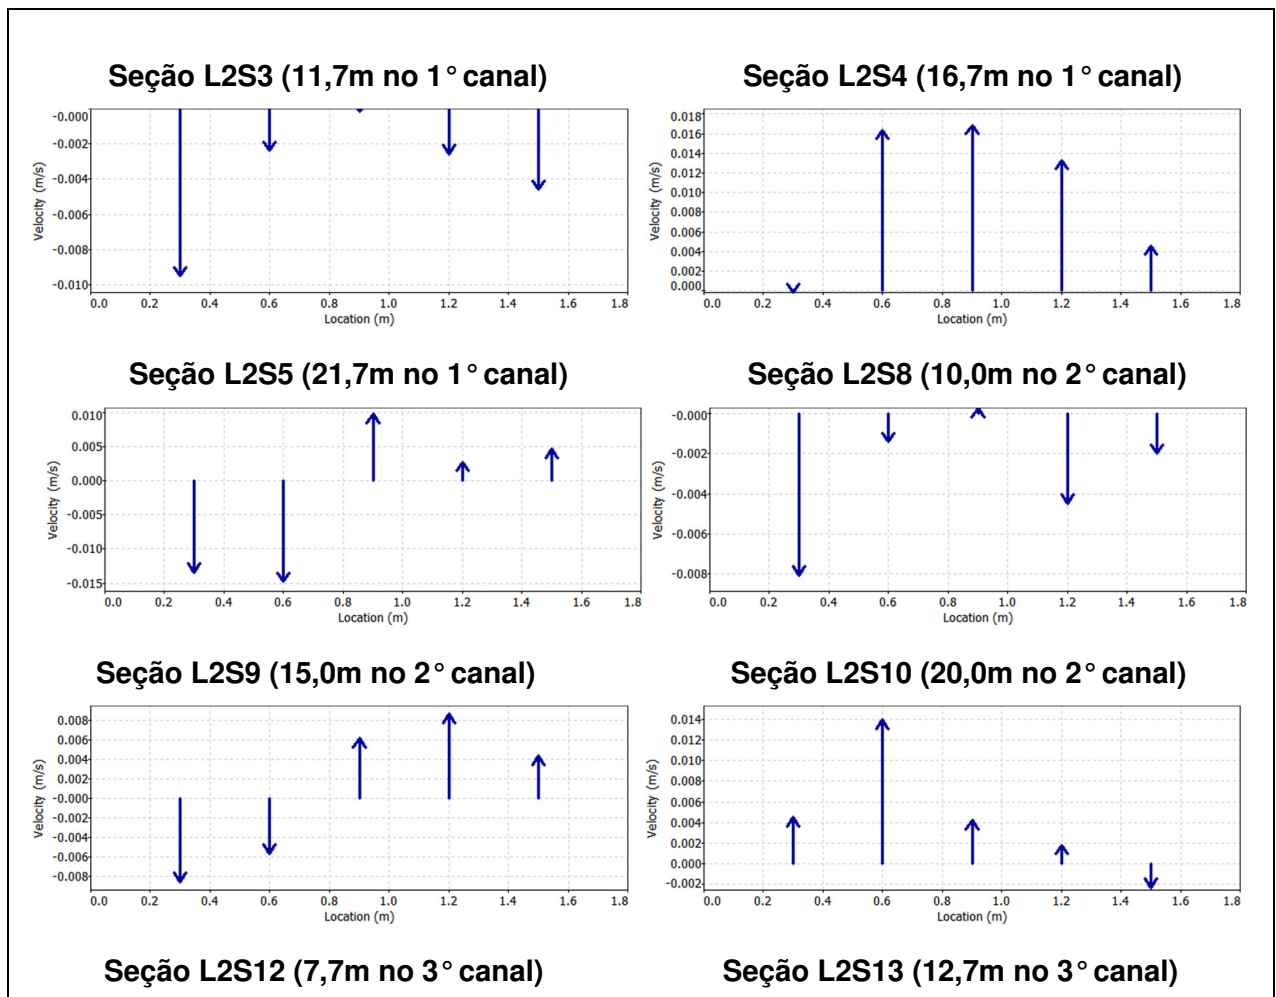 Seção L2S3 (11,7m no 1° canal)
Seção L2S4 (16,7m no 1° canal)
-0.000
-0.002
-0.004
-0.006
-0.008
-0.010
Velocity (m/s)
0.0 0.2 0.4 0.6 0.8 1.0 1.2 1.4 1.6 1.8
Location (m)
0.018
0.016
0.014
0.012
0.010
0.008
0.006
0.004
0.002
0.000
Velocity (m/s)
0.0 0.2 0.4 0.6 0.8 1.0 1.2 1.4 1.6 1.8
Location (m)
Seção L2S5 (21,7m no 1° canal)
Seção L2S8 (10,0m no 2° canal)
0.010
0.005
0.000
-0.005
-0.010
-0.015
Velocity (m/s)
0.0 0.2 0.4 0.6 0.8 1.0 1.2 1.4 1.6 1.8
Location (m)
-0.000
-0.002
-0.004
-0.006
-0.008
Velocity (m/s)
0.0 0.2 0.4 0.6 0.8 1.0 1.2 1.4 1.6 1.8
Location (m)
Seção L2S9 (15,0m no 2° canal)
Seção L2S10 (20,0m no 2° canal)
0.008
0.006
0.004
0.002
-0.000
-0.002
-0.004
-0.006
-0.008
Velocity (m/s)
0.0 0.2 0.4 0.6 0.8 1.0 1.2 1.4 1.6 1.8
Location (m)
0.014
0.012
0.010
0.008
0.006
0.004
0.002
0.000
-0.002
Velocity (m/s)
0.0 0.2 0.4 0.6 0.8 1.0 1.2 1.4 1.6 1.8
Location (m)
Seção L2S12 (7,7m no 3° canal)
Seção L2S13 (12,7m no 3° canal)